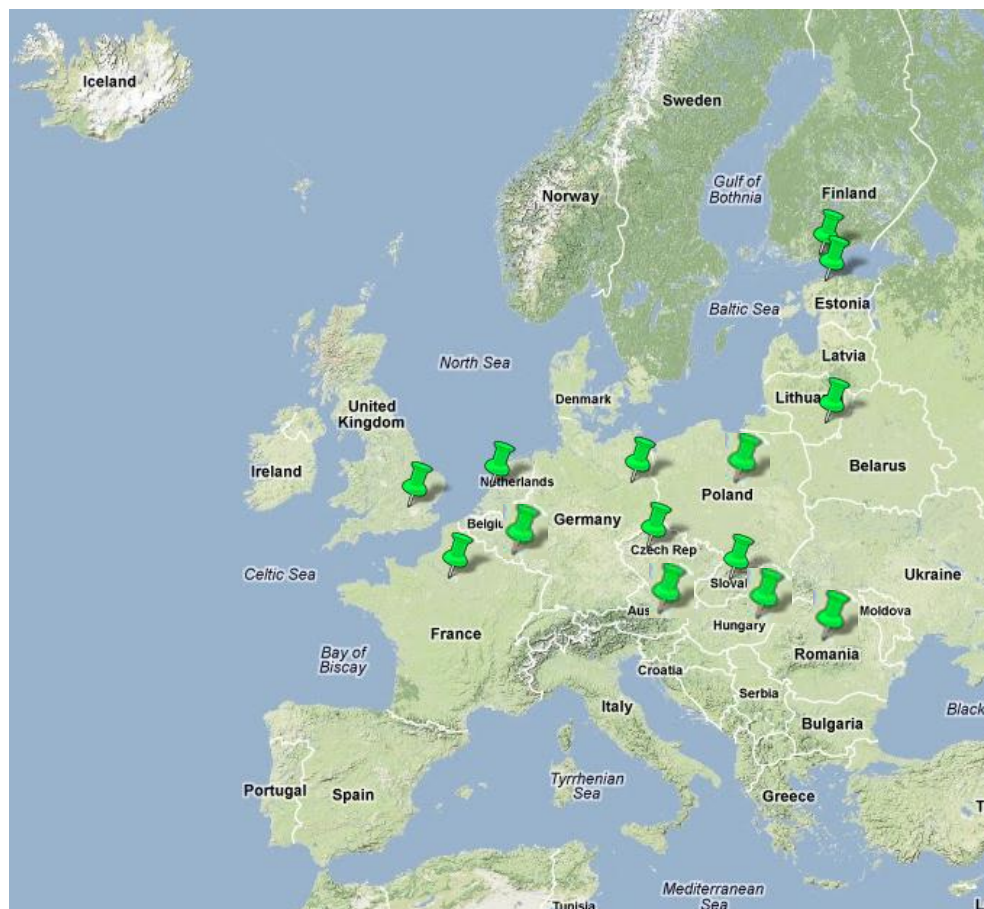 Iceland
Sweden
Gulf of
Bothnia
Finland
Norway
Baltic Sea
Estonia
North Sea
Latvia
Denmark
Lithua
United
Kingdom
Ireland
Netherlands
Belarus
Poland
Belgiu
Germany
Czech Rep
Celtic Sea
Sloval
Ukraine
Aus
Moldova
Hungary
France
Romania
Bay of
Biscay
Croatia
Serbia
Italy
Black
Bulgaria
Tyrrhenian
Sea
Portugal
Spain
Greece
T
Mediterranean
Sea
Tunisia
L